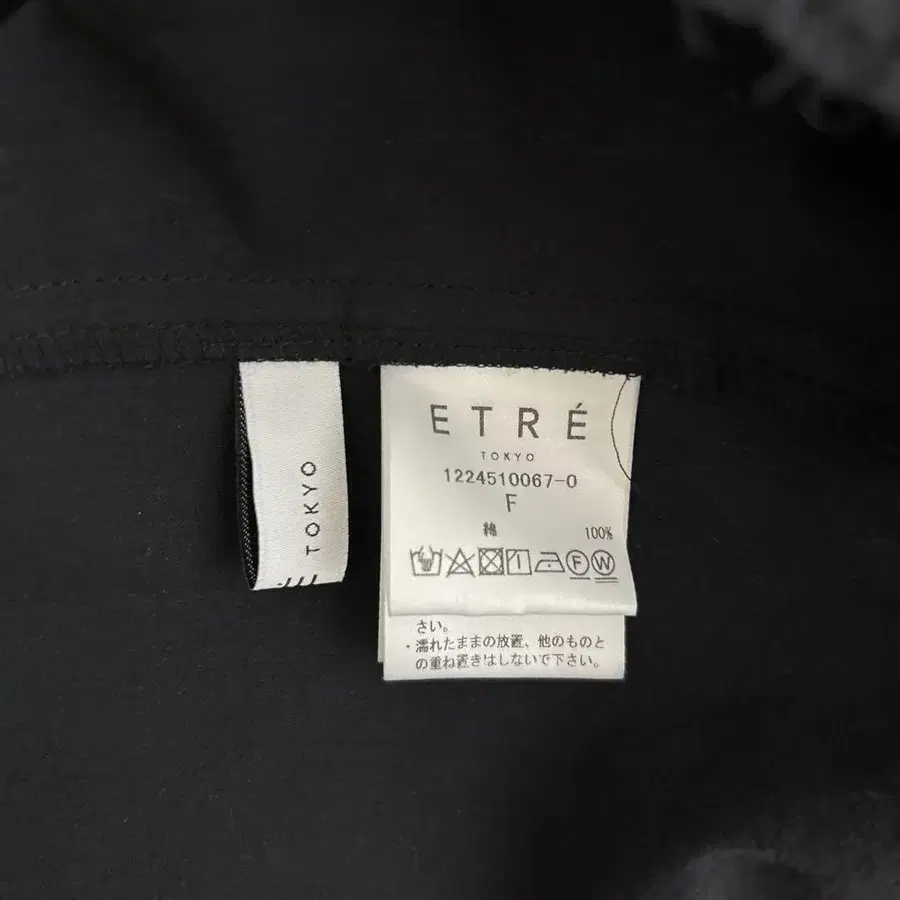 TOKYO
ETRÉ
TOKYO
1224510067-0
F
綿 100%
F W
さい。
・濡れたままの放置、他のものと
の重ね置きはしないで下さい。